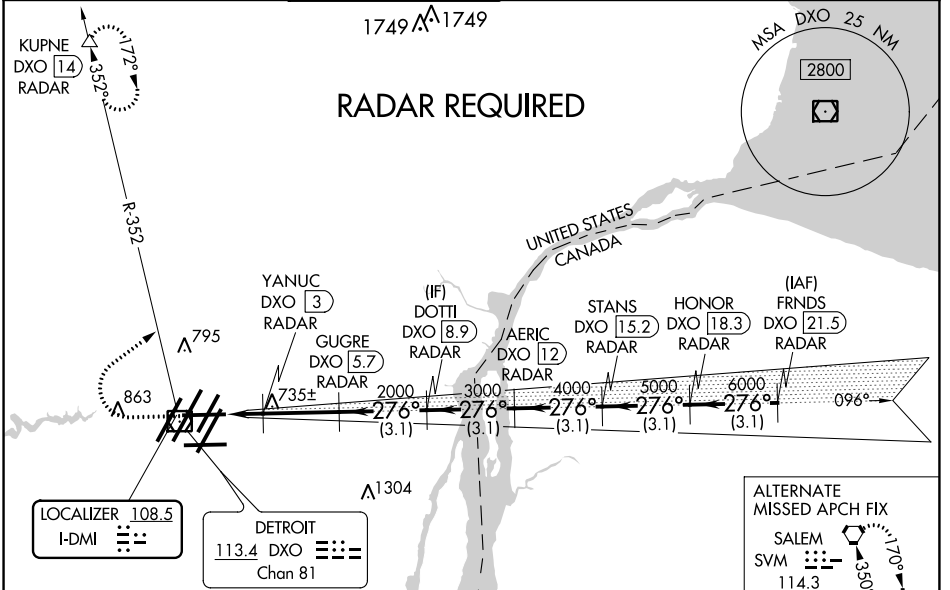 1749 1749
KUPNE
DXO 14
RADAR
172°
352°
MSA DXO 25 NM
2800
RADAR REQUIRED
R-352
UNITED STATES
CANADA
YANUC
DXO 3
RADAR
GUGRE
DXO 5.7
RADAR
(IF)
DOTTI
DXO 8.9
RADAR
AERIC
DXO 12
RADAR
STANS
DXO 15.2
RADAR
HONOR
DXO 18.3
RADAR
(IAF)
FRNDS
DXO 21.5
RADAR
795
863
735±
2000 3000 4000 5000 6000
276° 276° 276° 276° 276°
(3.1) (3.1) (3.1) (3.1)
096°
1304
LOCALIZER 108.5
I-DMI
DETROIT
113.4 DXO
Chan 81
ALTERNATE
MISSED APCH FIX
SALEM
SVM
114.3
170°
350°